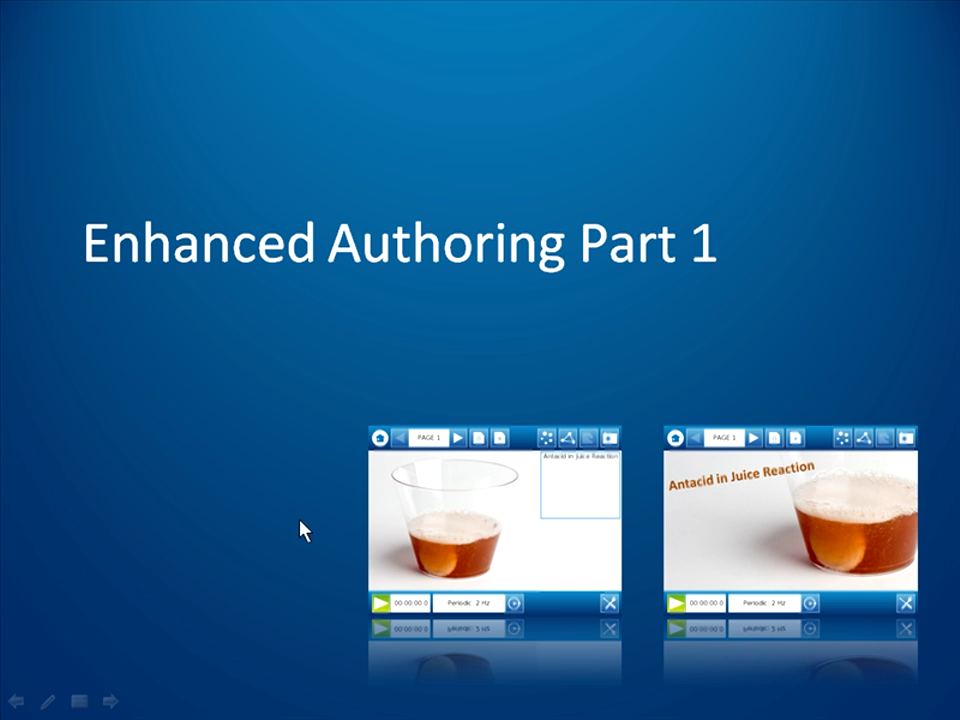 Enhanced Authoring Part 1
PAGE 1
Antacid in Juice Reaction
00:00:00.0
Periodic: 2 Hz
PAGE 1
Antacid in Juice Reaction
00:00:00.0
Periodic: 2 Hz